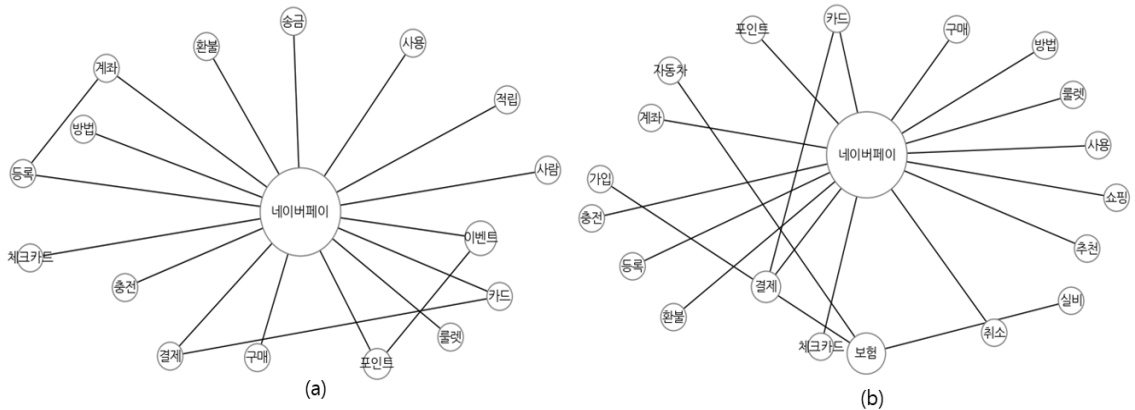 송금
환불
사용
계좌
적립
방법
사람
등록
네이버페이
이벤트
체크카드
충전
카드
룰렛
결제
구매
포인트
(a)
카드
포인트
구매
방법
자동차
룰렛
계좌
사용
네이버페이
가입
쇼핑
충전
추천
등록
결제
실비
환불
취소
체크카드
보험
(b)